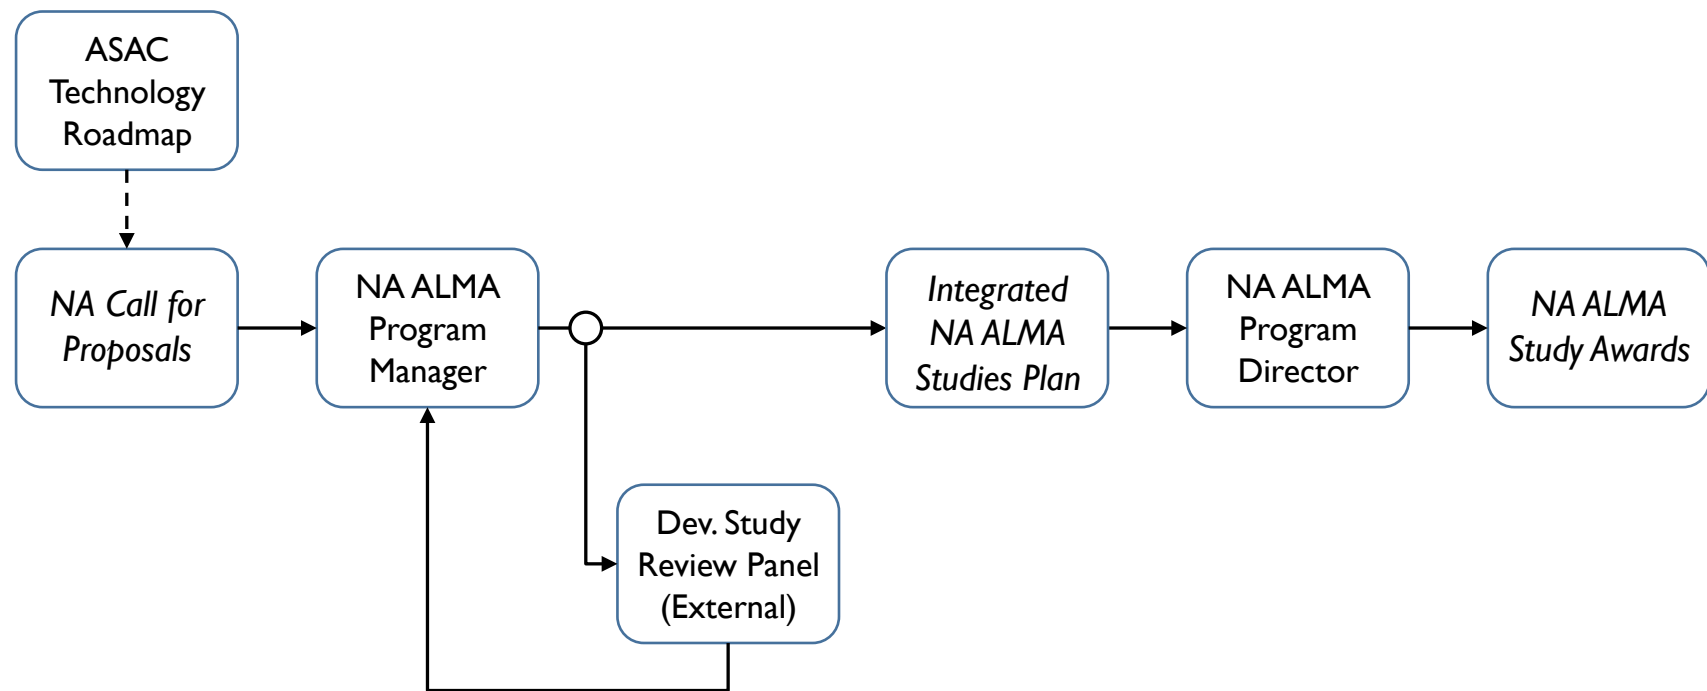 ASAC
Technology
Roadmap
NA Call for
Proposals
NA ALMA
Program
Manager
Integrated
NA ALMA
Studies Plan
NA ALMA
Program
Director
NA ALMA
Study Awards
Dev. Study
Review Panel
(External)